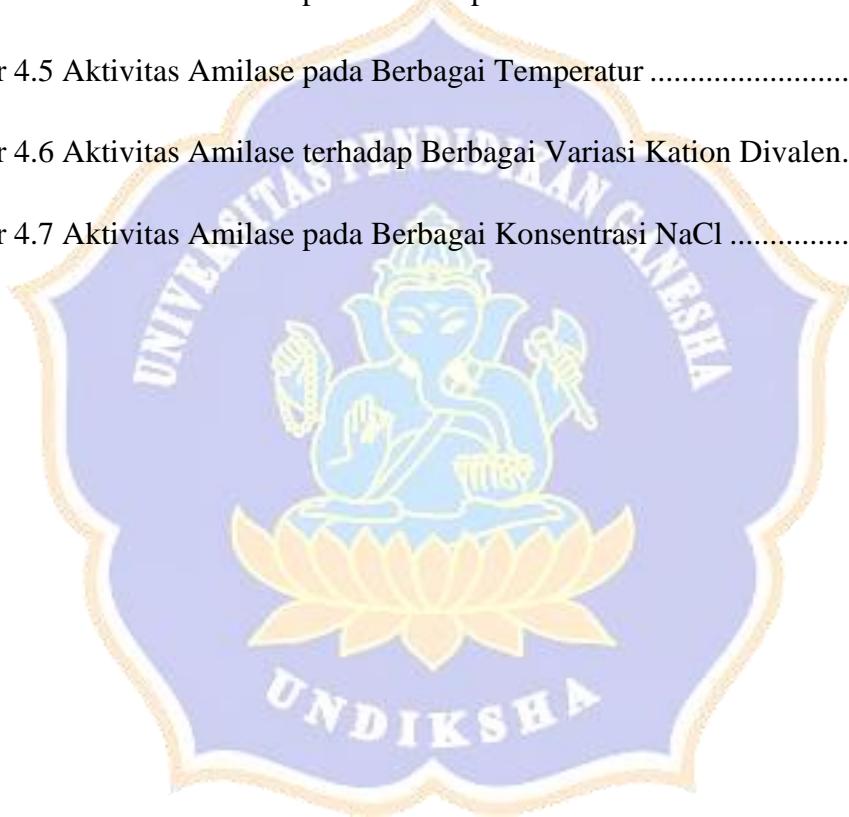 r 4.5 Aktivitas Amilase pada Berbagai Temperatur ........................
r 4.6 Aktivitas Amilase terhadap Berbagai Variasi Kation Divalen.
r 4.7 Aktivitas Amilase pada Berbagai Konsentrasi NaCl ...............
UNIVERSITAS PENDIDIKAN GANESHA
UNDIKSHA